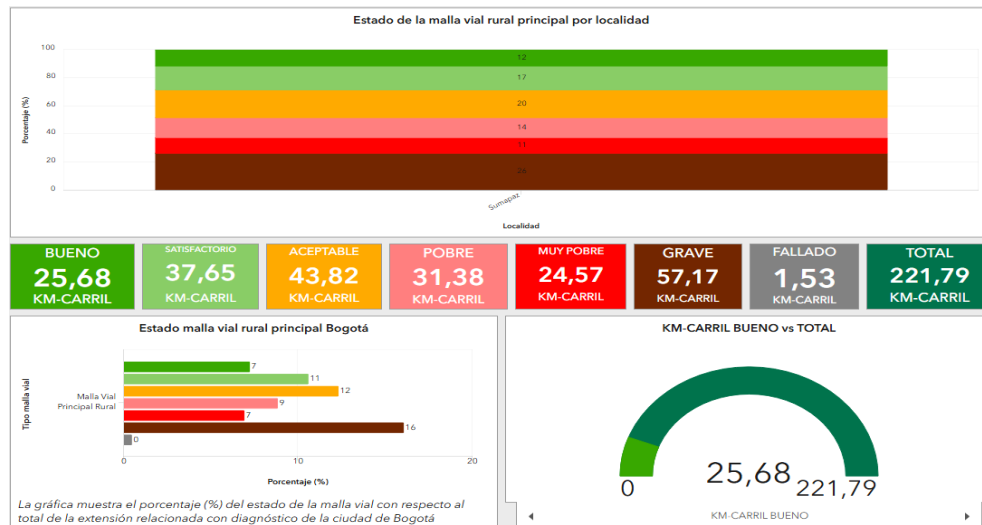 Estado de la malla vial rural principal por localidad
100
80
60
40
20
0
Porcentaje (%)
12
17
20
14
11
26
Sumapaz
Localidad
BUENO
25,68
KM-CARRIL
SATISFACTORIO
37,65
KM-CARRIL
ACEPTABLE
43,82
KM-CARRIL
POBRE
31,38
KM-CARRIL
MUY POBRE
24,57
KM-CARRIL
GRAVE
57,17
KM-CARRIL
FALLADO
1,53
KM-CARRIL
TOTAL
221,79
KM-CARRIL
Estado malla vial rural principal Bogotá
Tipo malla vial
Malla Vial
Principal Rural
7
11
12
9
7
16
0
0
10
20
Porcentaje (%)
La gráfica muestra el porcentaje (%) del estado de la malla vial con respecto al
total de la extensión relacionada con diagnóstico de la ciudad de Bogotá
KM-CARRIL BUENO vs TOTAL
25,68
0
221,79
KM-CARRIL BUENO